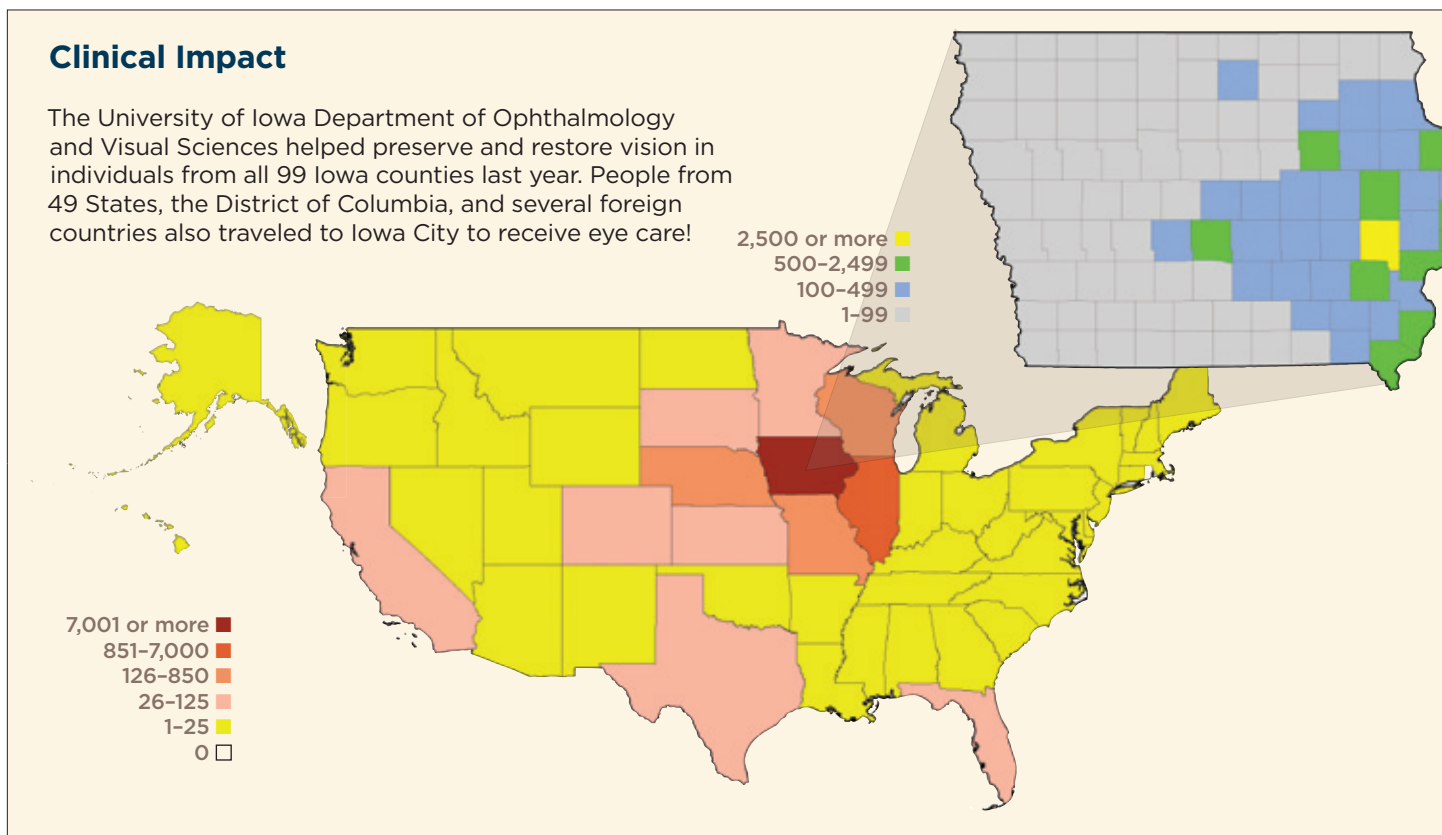 Clinical Impact
The University of Iowa Department of Ophthalmology
and Visual Sciences helped preserve and restore vision in
individuals from all 99 Iowa counties last year. People from
49 States, the District of Columbia, and several foreign
countries also traveled to Iowa City to receive eye care!
2,500 or more
500–2,499
100–499
1–99
7,001 or more
851–7,000
126–850
26–125
1–25
0